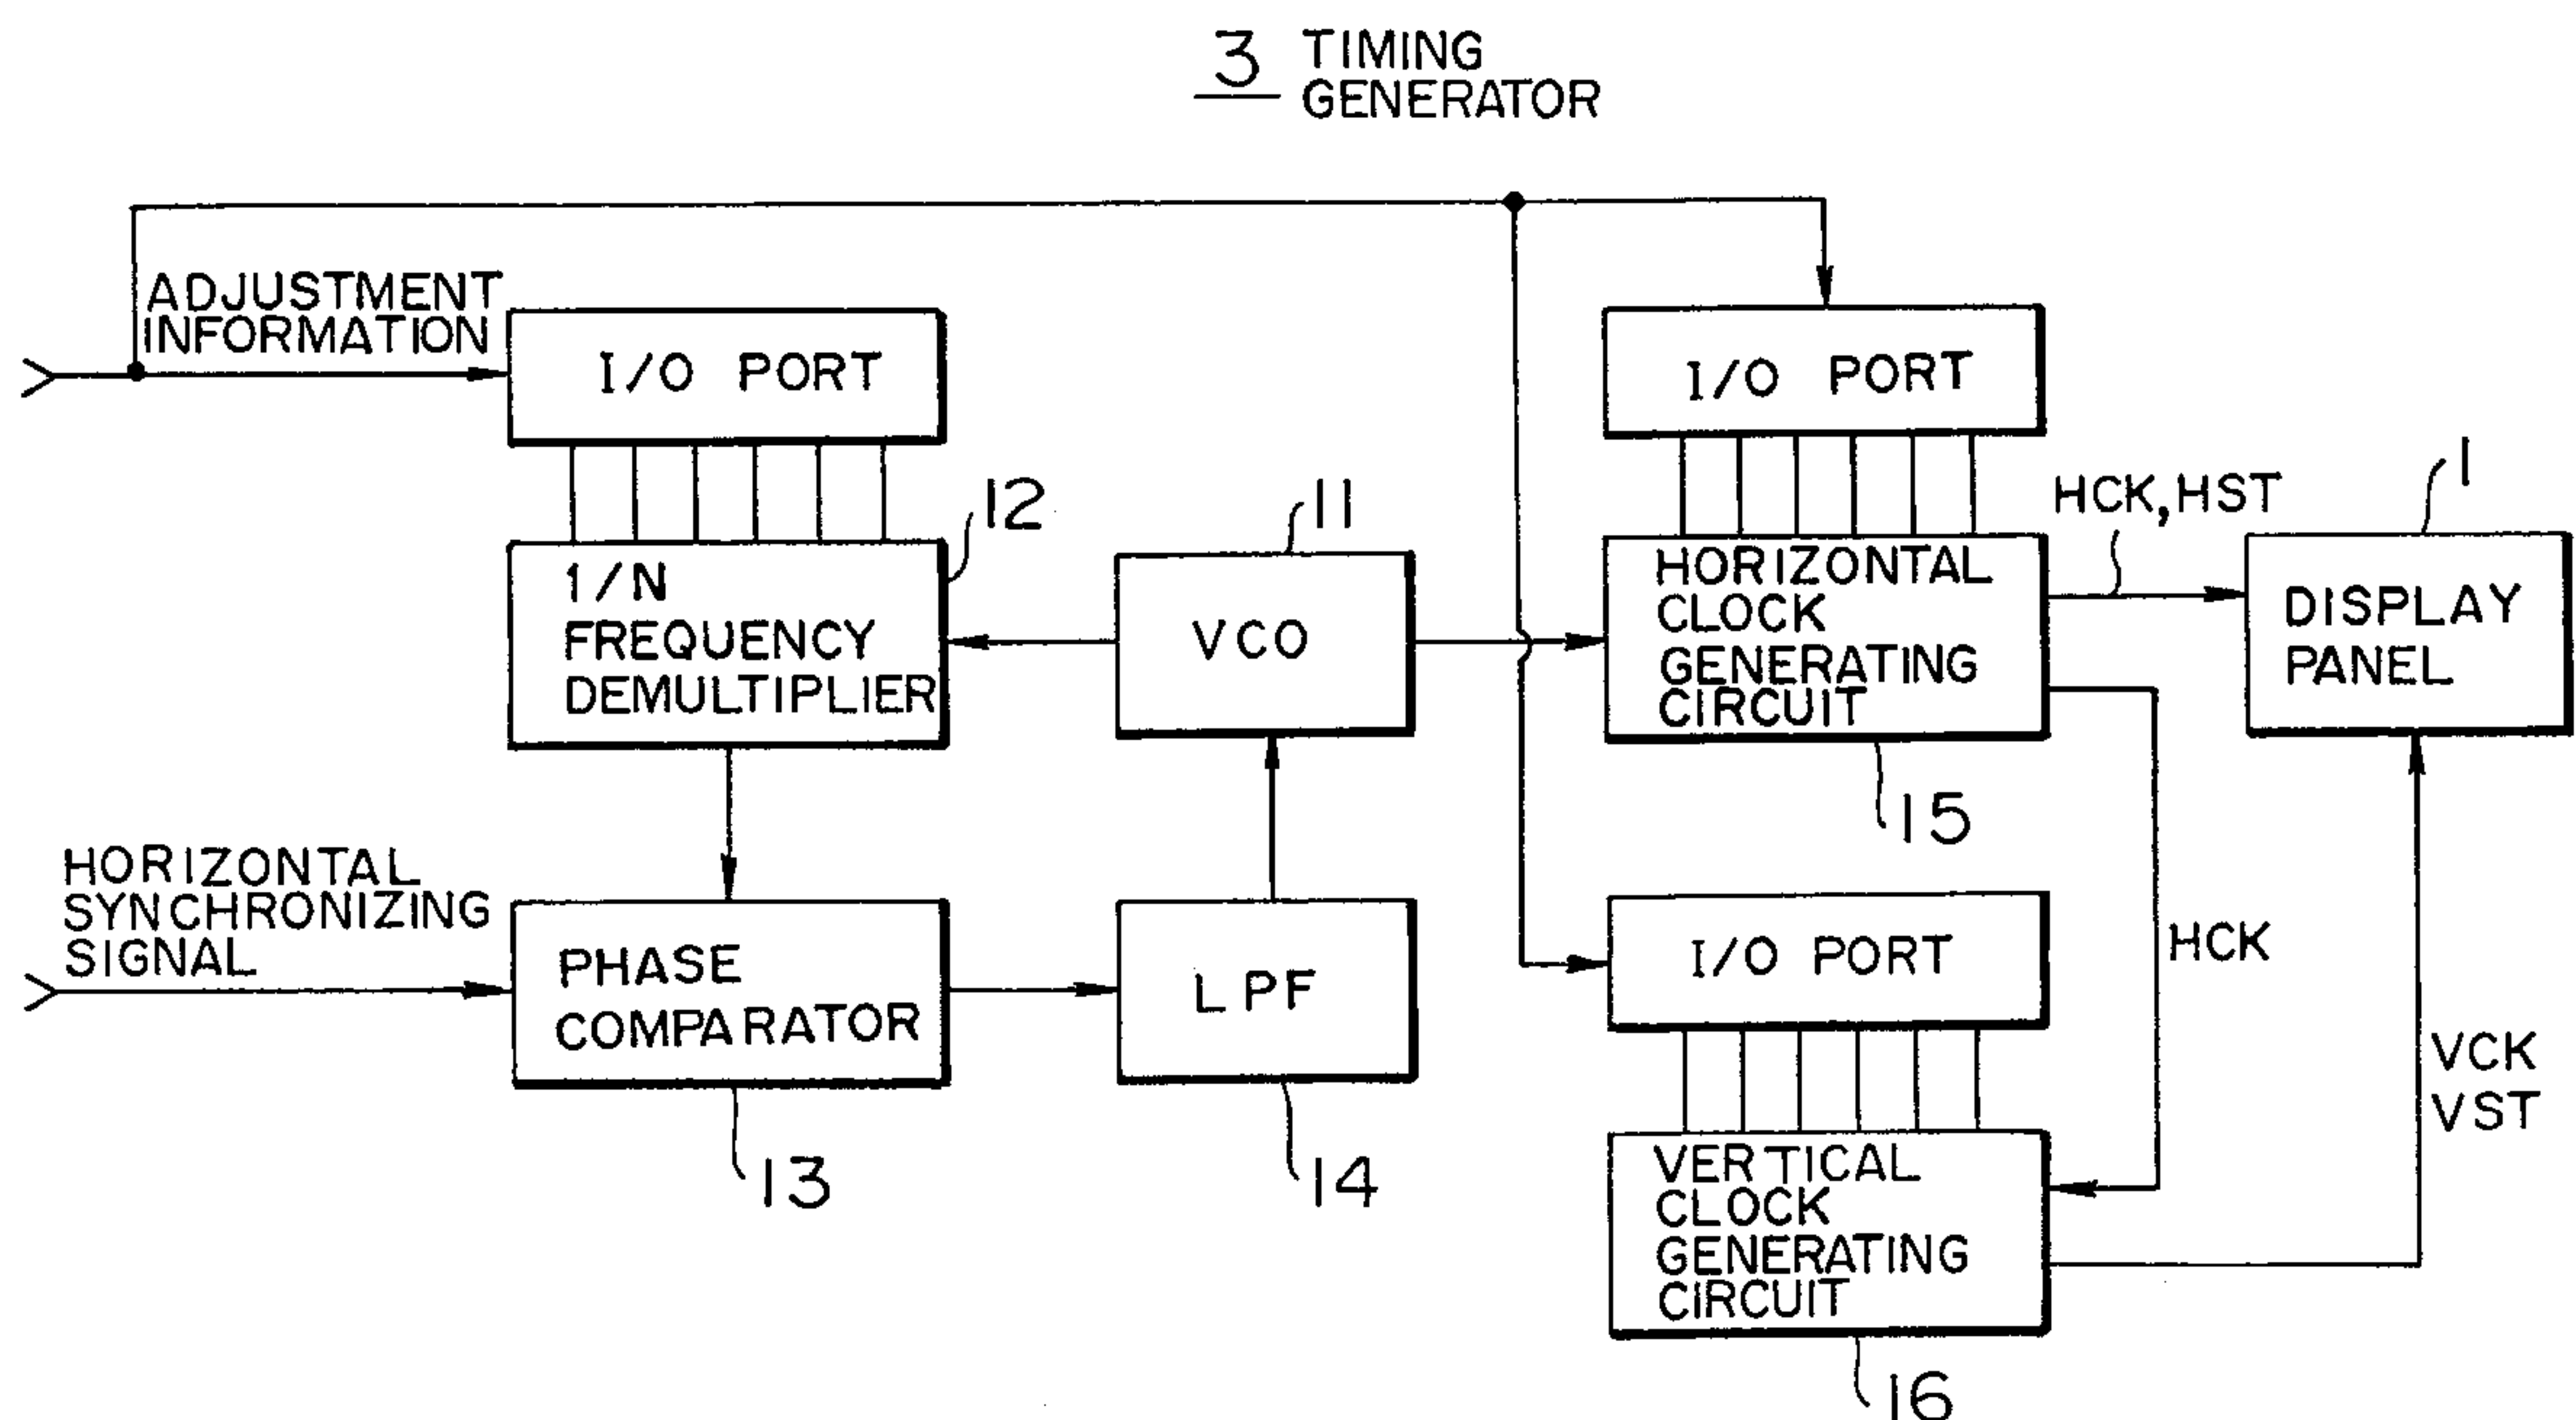 3 TIMING
GENERATOR
ADJUSTMENT
INFORMATION
I/O PORT
I/O PORT
12
11
HCK, HST
1
1/N
FREQUENCY
DEMULTIPLIER
VCO
HORIZONTAL
CLOCK
GENERATING
CIRCUIT
DISPLAY
PANEL
15
HORIZONTAL
SYNCHRONIZING
SIGNAL
PHASE
COMPARATOR
LPF
I/O PORT
HCK
VCK
VST
13
14
VERTICAL
CLOCK
GENERATING
CIRCUIT
16